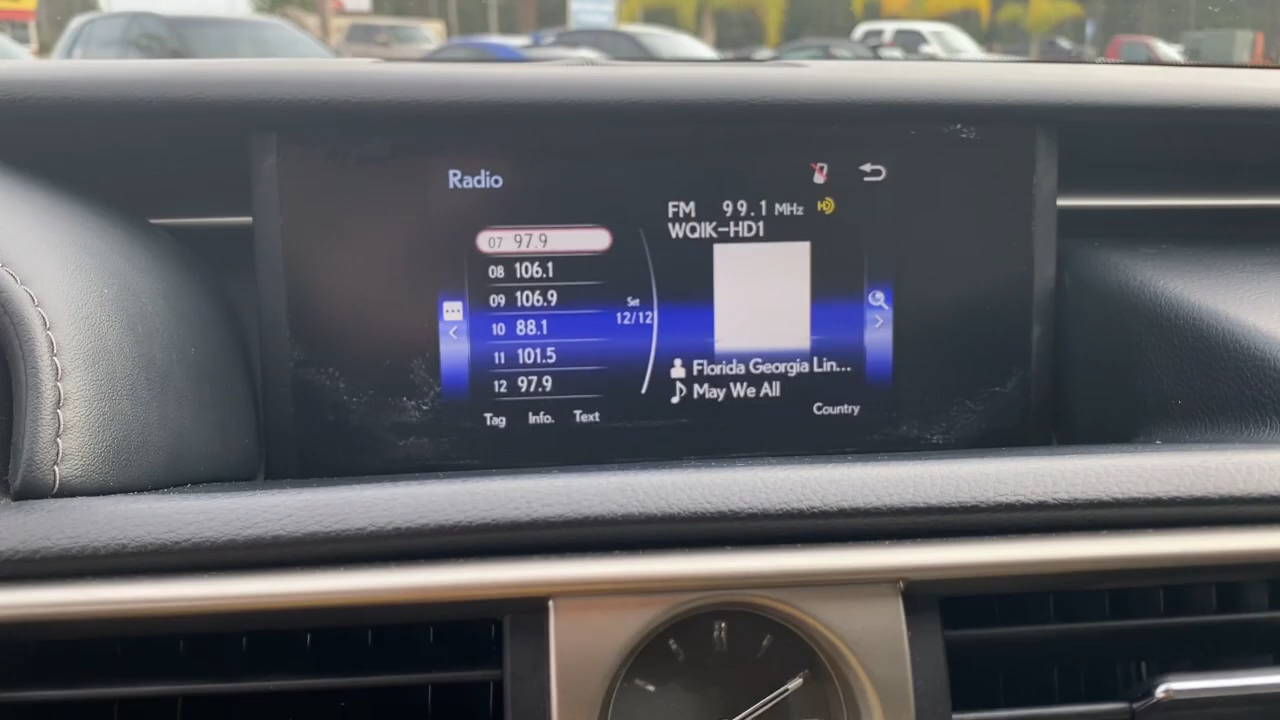 Radio
FM 99.1 MHz
WQIK-HD1
07 97.9
08 106.1
09 106.9
10 88.1
11 101.5
12 97.9
Set
12/12
Florida Georgia Lin...
May We All
Tag Info. Text
Country